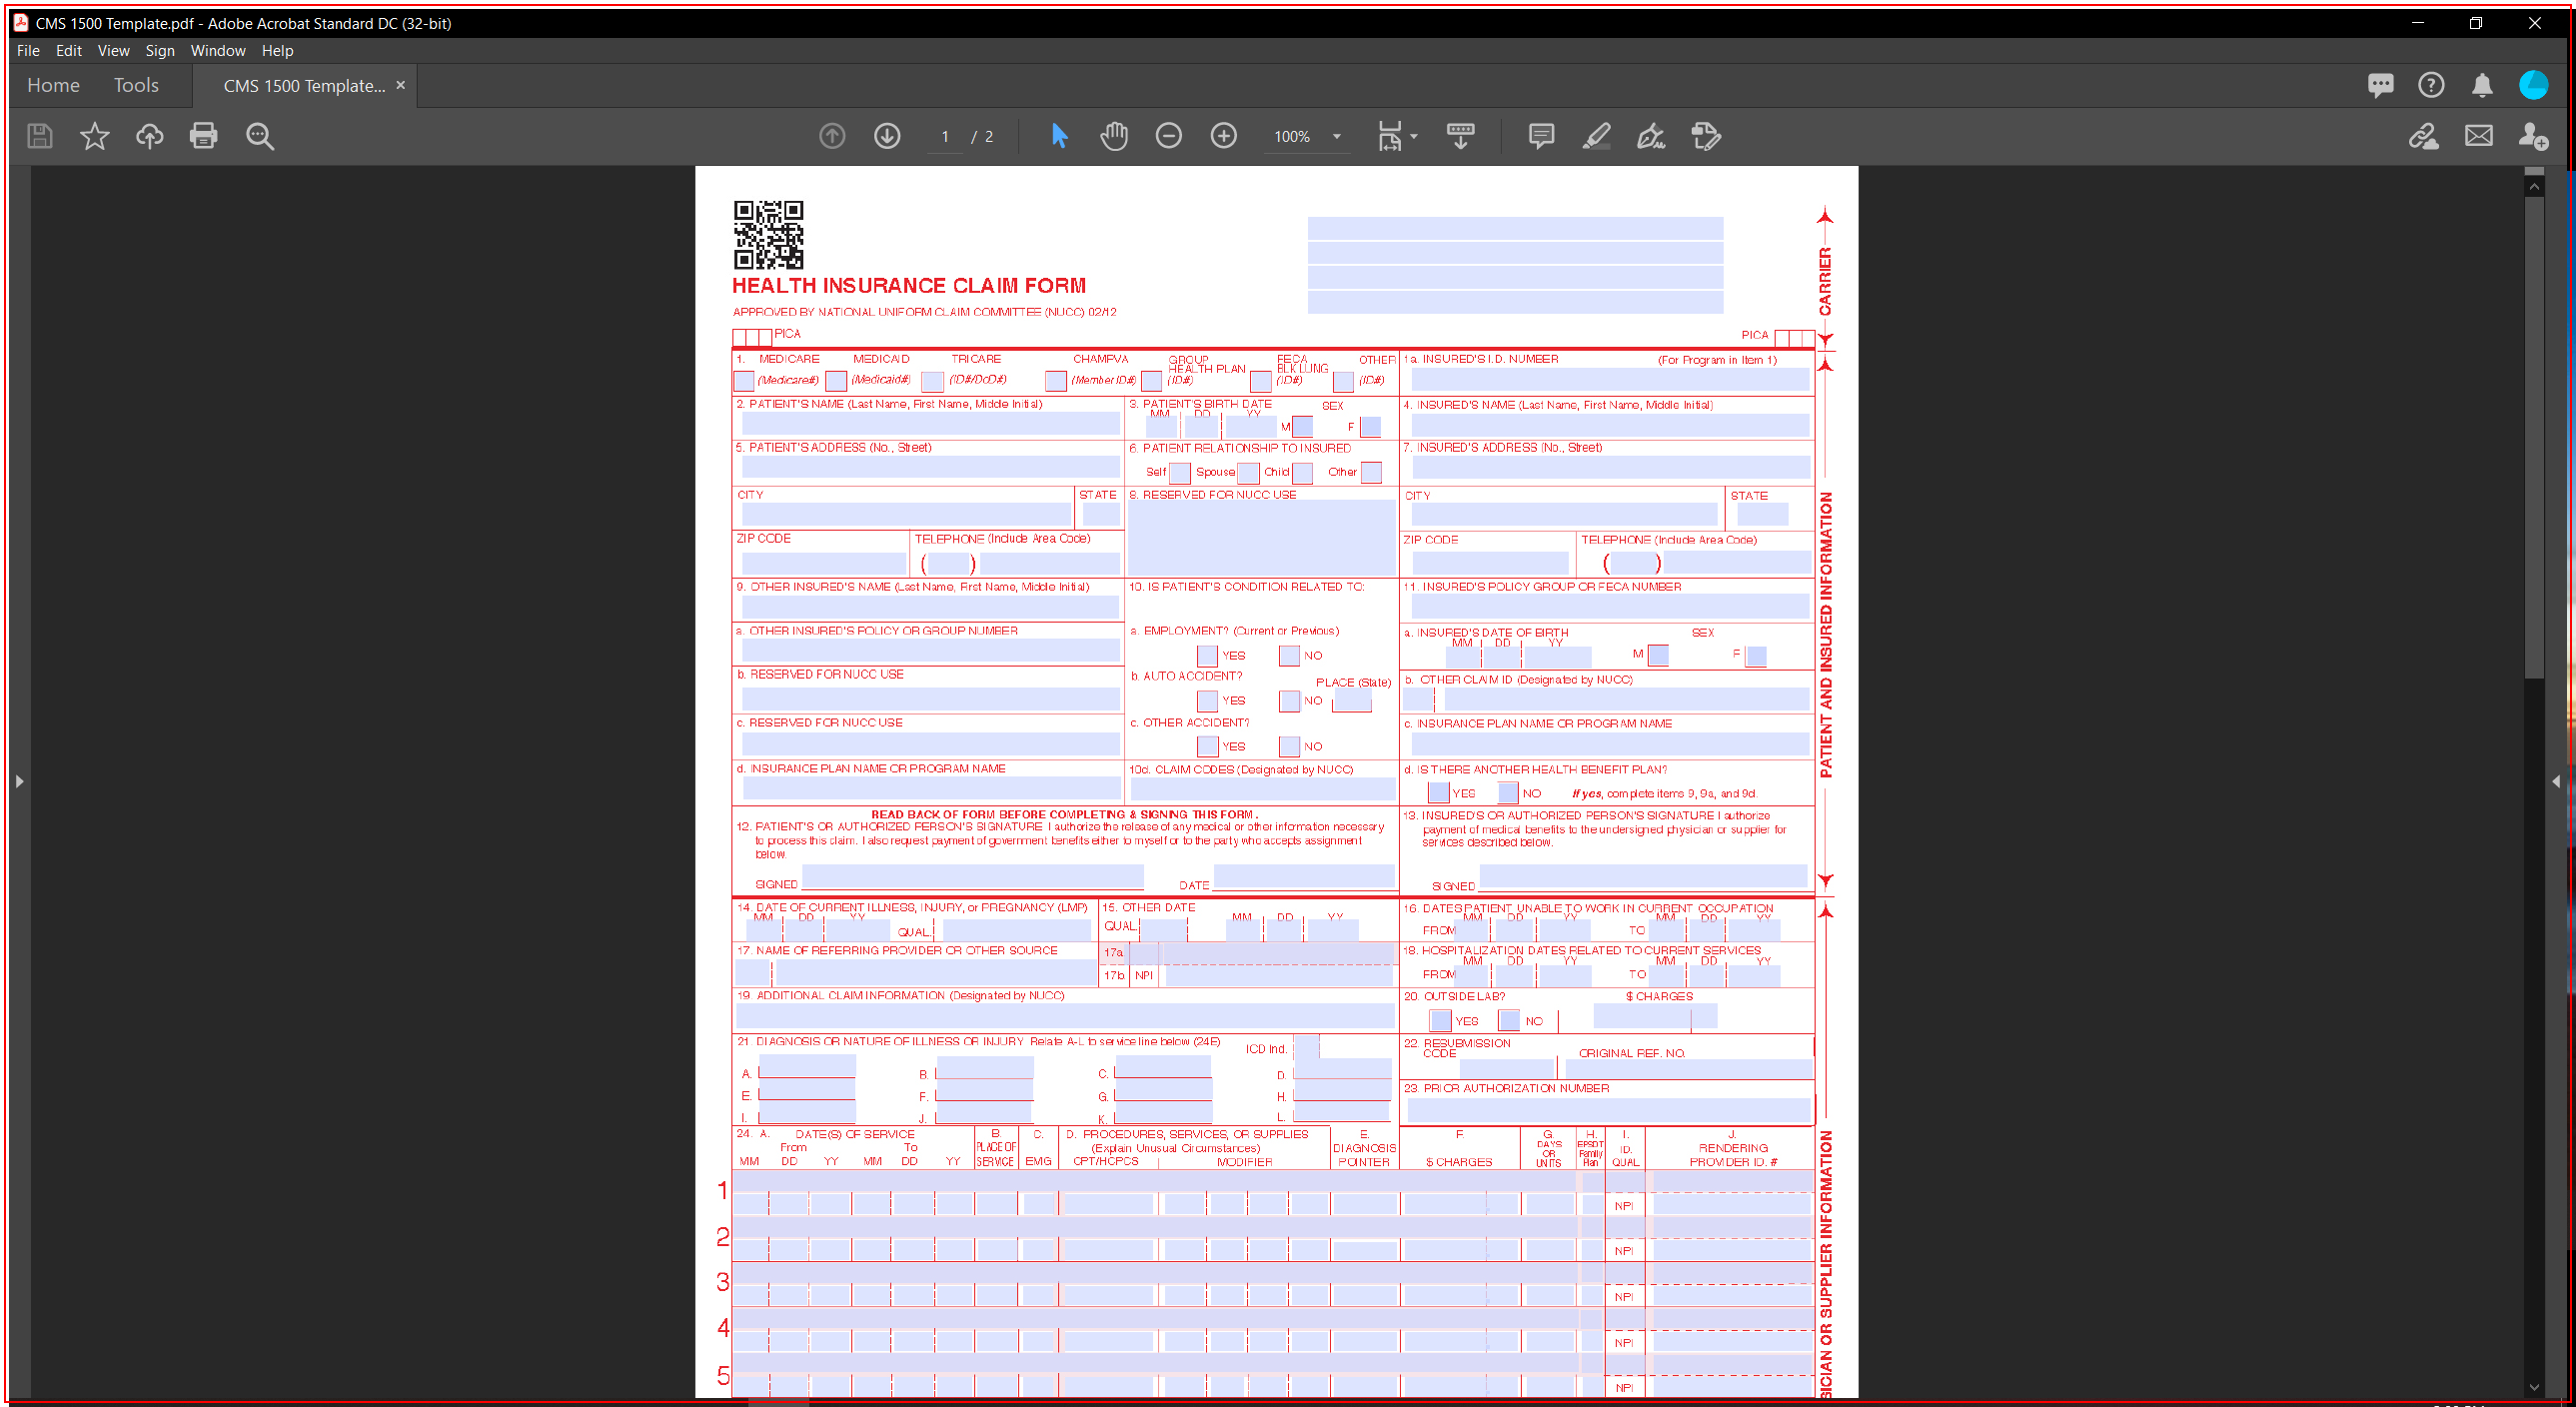 CMS 1500 Template.pdf - Adobe Acrobat Standard DC (32-bit)
File Edit View Sign Window Help
Home Tools CMS 1500 Template... ×
1 / 2 100%
CARRIER
HEALTH INSURANCE CLAIM FORM
APPROVED BY NATIONAL UNIFORM CLAIM COMMITTEE (NUCC) 02/12
PICA PICA
1. MEDICARE MEDICAID TRICARE CHAMPVA GROUP HEALTH PLAN FECA BLK LUNG OTHER 1a. INSURED'S I.D. NUMBER (For Program in Item 1)
(Medicare#) (Medicaid#) (ID#/DoD#) (Member ID#) (ID#) (ID#) (ID#)
2. PATIENT'S NAME (Last Name, First Name, Middle Initial) 3. PATIENT'S BIRTH DATE SEX 4. INSURED'S NAME (Last Name, First Name, Middle Initial)
MM DD YY M F
5. PATIENT'S ADDRESS (No., Street) 6. PATIENT RELATIONSHIP TO INSURED 7. INSURED'S ADDRESS (No., Street)
Self Spouse Child Other
CITY STATE 8. RESERVED FOR NUCC USE CITY STATE
ZIP CODE TELEPHONE (Include Area Code) ZIP CODE TELEPHONE (Include Area Code)
( ) ( )
9. OTHER INSURED'S NAME (Last Name, First Name, Middle Initial) 10. IS PATIENT'S CONDITION RELATED TO: 11. INSURED'S POLICY GROUP OR FECA NUMBER
a. OTHER INSURED'S POLICY OR GROUP NUMBER a. EMPLOYMENT? (Current or Previous) a. INSURED'S DATE OF BIRTH SEX
MM DD YY
YES NO M F
b. RESERVED FOR NUCC USE b. AUTO ACCIDENT? PLACE (State) b. OTHER CLAIM ID (Designated by NUCC)
YES NO
c. RESERVED FOR NUCC USE c. OTHER ACCIDENT? c. INSURANCE PLAN NAME OR PROGRAM NAME
YES NO
d. INSURANCE PLAN NAME OR PROGRAM NAME 10d. CLAIM CODES (Designated by NUCC) d. IS THERE ANOTHER HEALTH BENEFIT PLAN?
YES NO If yes, complete items 9, 9a, and 9d.
PATIENT AND INSURED INFORMATION
READ BACK OF FORM BEFORE COMPLETING & SIGNING THIS FORM.
12. PATIENT'S OR AUTHORIZED PERSON'S SIGNATURE I authorize the release of any medical or other information necessary
to process this claim. I also request payment of government benefits either to myself or to the party who accepts assignment
below.
SIGNED DATE
13. INSURED'S OR AUTHORIZED PERSON'S SIGNATURE I authorize
payment of medical benefits to the undersigned physician or supplier for
services described below.
SIGNED
14. DATE OF CURRENT ILLNESS, INJURY, or PREGNANCY (LMP) 15. OTHER DATE 16. DATES PATIENT UNABLE TO WORK IN CURRENT OCCUPATION
MM DD YY QUAL. QUAL. MM DD YY FROM MM DD YY TO MM DD YY
17. NAME OF REFERRING PROVIDER OR OTHER SOURCE 17a. 18. HOSPITALIZATION DATES RELATED TO CURRENT SERVICES
17b. NPI FROM MM DD YY TO MM DD YY
19. ADDITIONAL CLAIM INFORMATION (Designated by NUCC) 20. OUTSIDE LAB? $ CHARGES
YES NO
21. DIAGNOSIS OR NATURE OF ILLNESS OR INJURY Relate A-L to service line below (24E) ICD Ind. 22. RESUBMISSION CODE ORIGINAL REF. NO.
A. B. C. D.
E. F. G. H. 23. PRIOR AUTHORIZATION NUMBER
I. J. K. L.
24. A. DATE(S) OF SERVICE B. C. D. PROCEDURES, SERVICES, OR SUPPLIES E. F. G. H. I. J.
From To PLACE OF (Explain Unusual Circumstances) DIAGNOSIS DAYS OR EPSDT Family ID. RENDERING
MM DD YY MM DD YY SERVICE EMG CPT/HCPCS MODIFIER POINTER $ CHARGES UNITS Plan QUAL. PROVIDER ID. #
1
NPI
2
NPI
3
NPI
4
NPI
5
NPI
SICIAN OR SUPPLIER INFORMATION